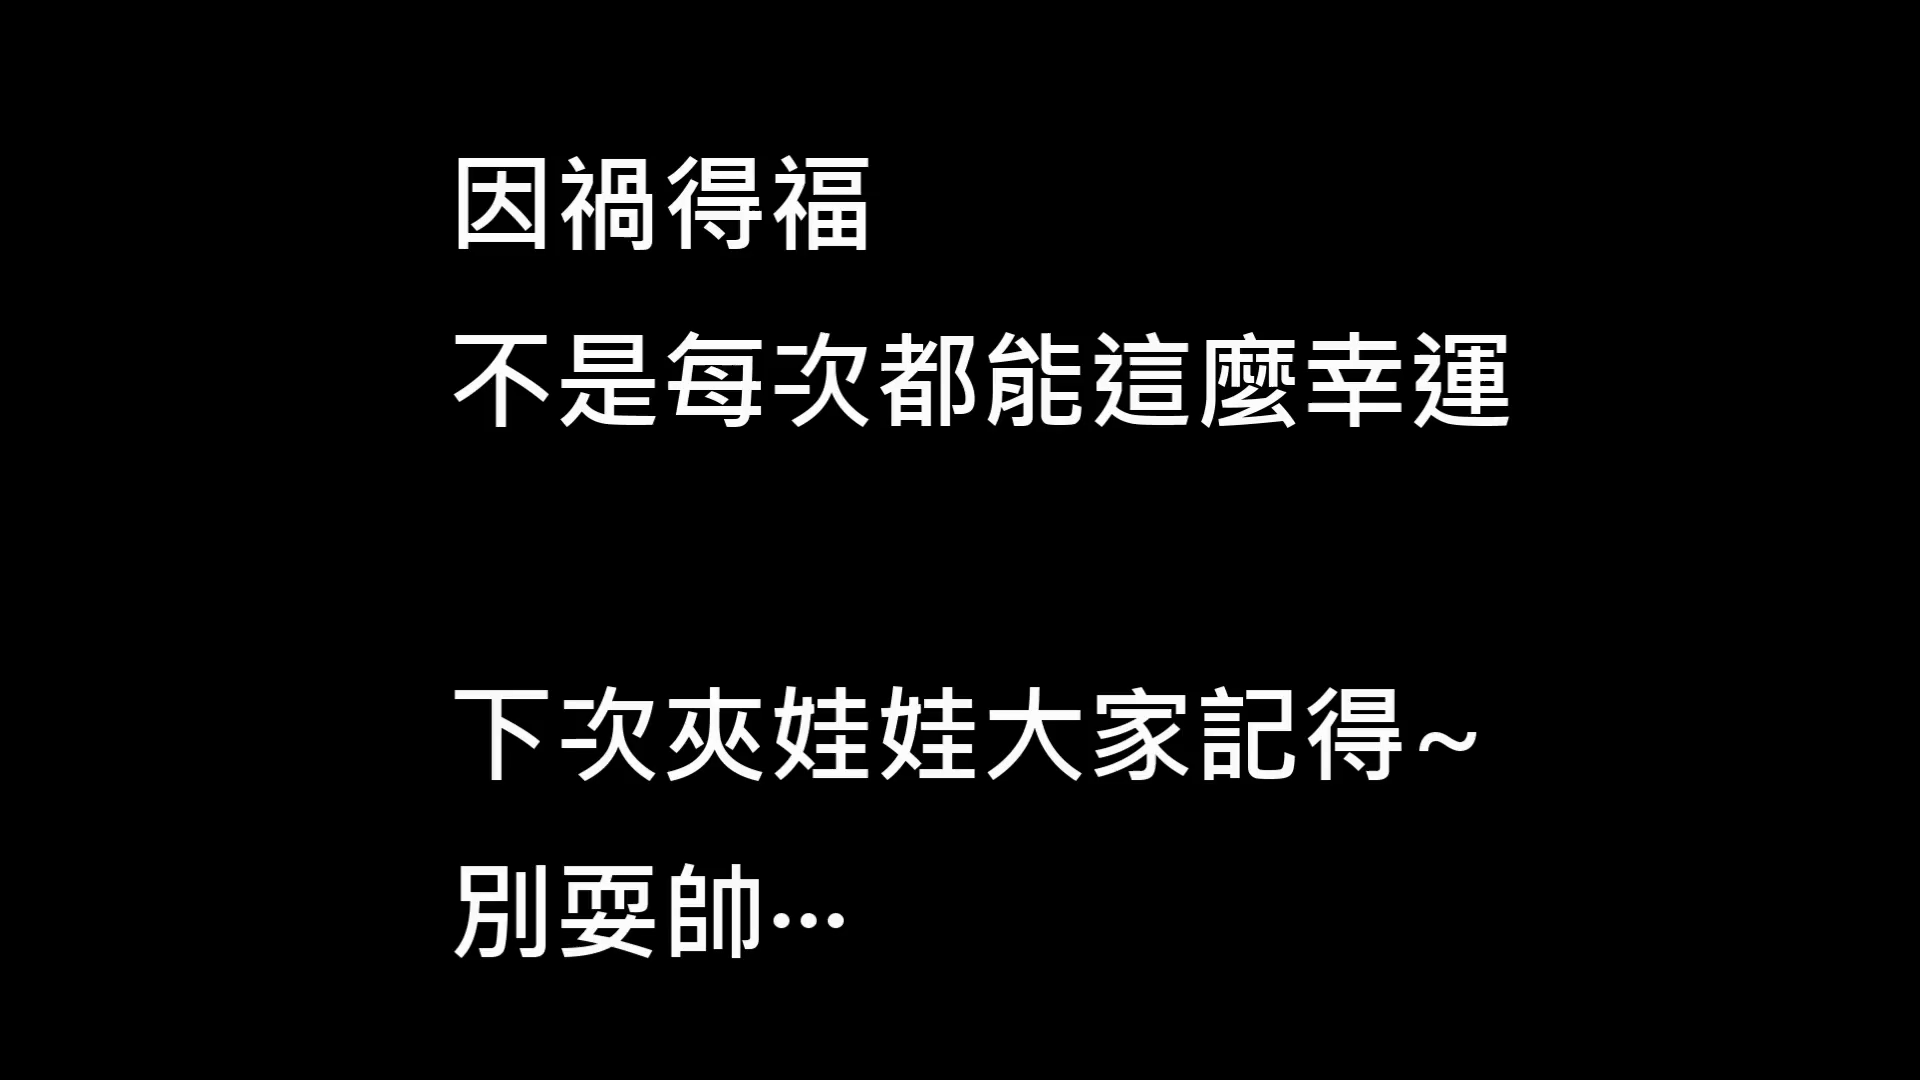 因禍得福
不是每次都能這麼幸運
下次夾娃娃大家記得~
別耍帥…